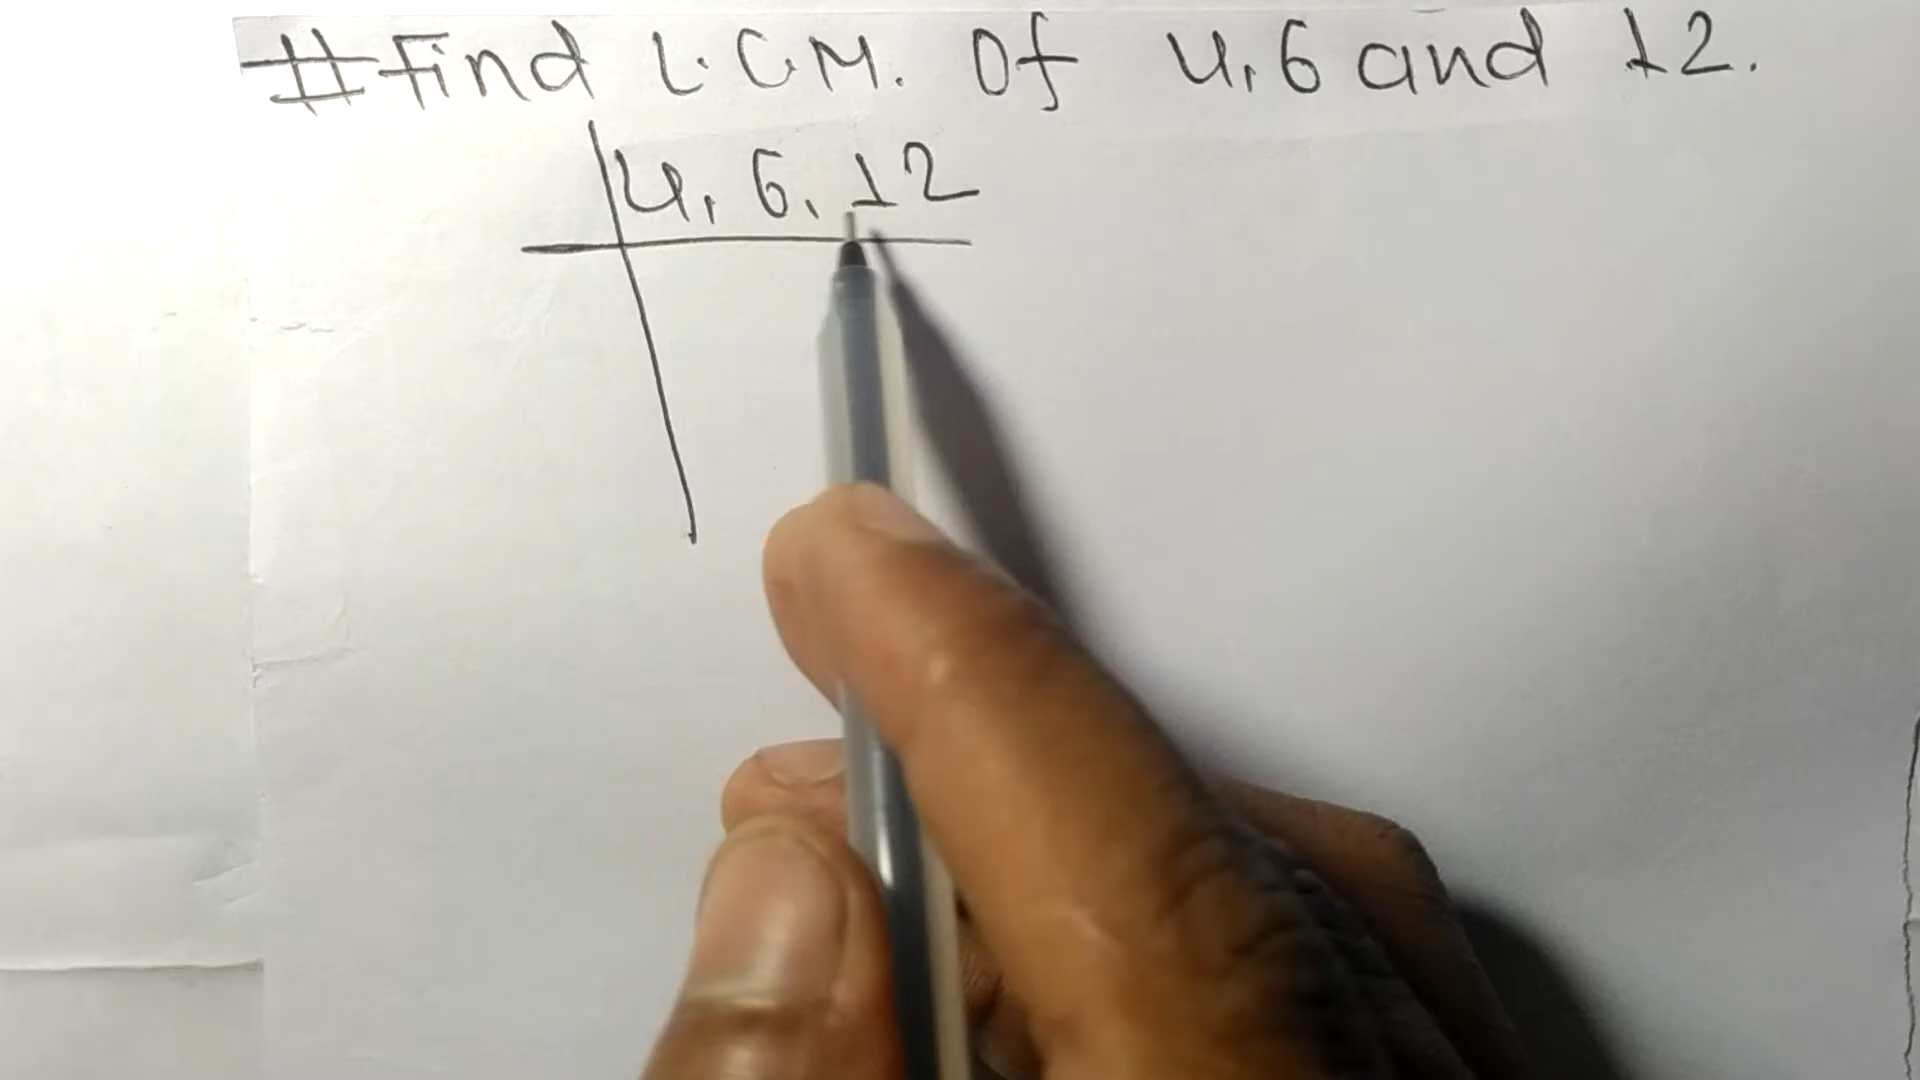 # Find L.C.M. Of 4, 6 and 12.
4, 6, 12